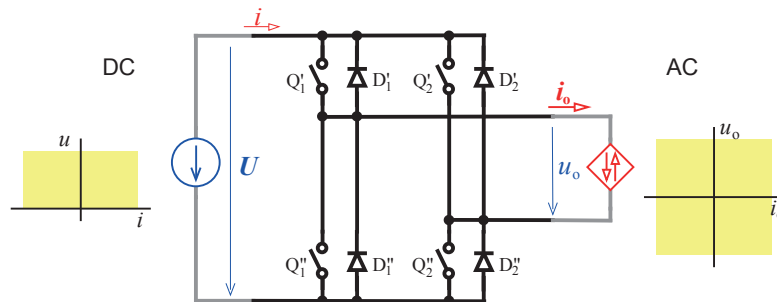 i
DC
AC
Q'₁ D'₁ Q'₂ D'₂
iₒ
u
uₒ
U
uₒ
i
i
Q''₁ D''₁ Q''₂ D''₂